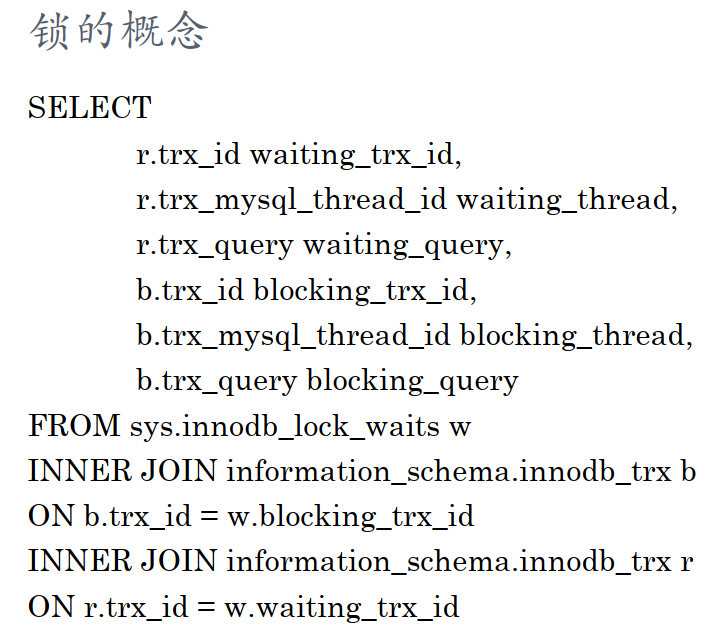 锁的概念
SELECT
r.trx_id waiting_trx_id,
r.trx_mysql_thread_id waiting_thread,
r.trx_query waiting_query,
b.trx_id blocking_trx_id,
b.trx_mysql_thread_id blocking_thread,
b.trx_query blocking_query
FROM sys.innodb_lock_waits w
INNER JOIN information_schema.innodb_trx b
ON b.trx_id = w.blocking_trx_id
INNER JOIN information_schema.innodb_trx r
ON r.trx_id = w.waiting_trx_id